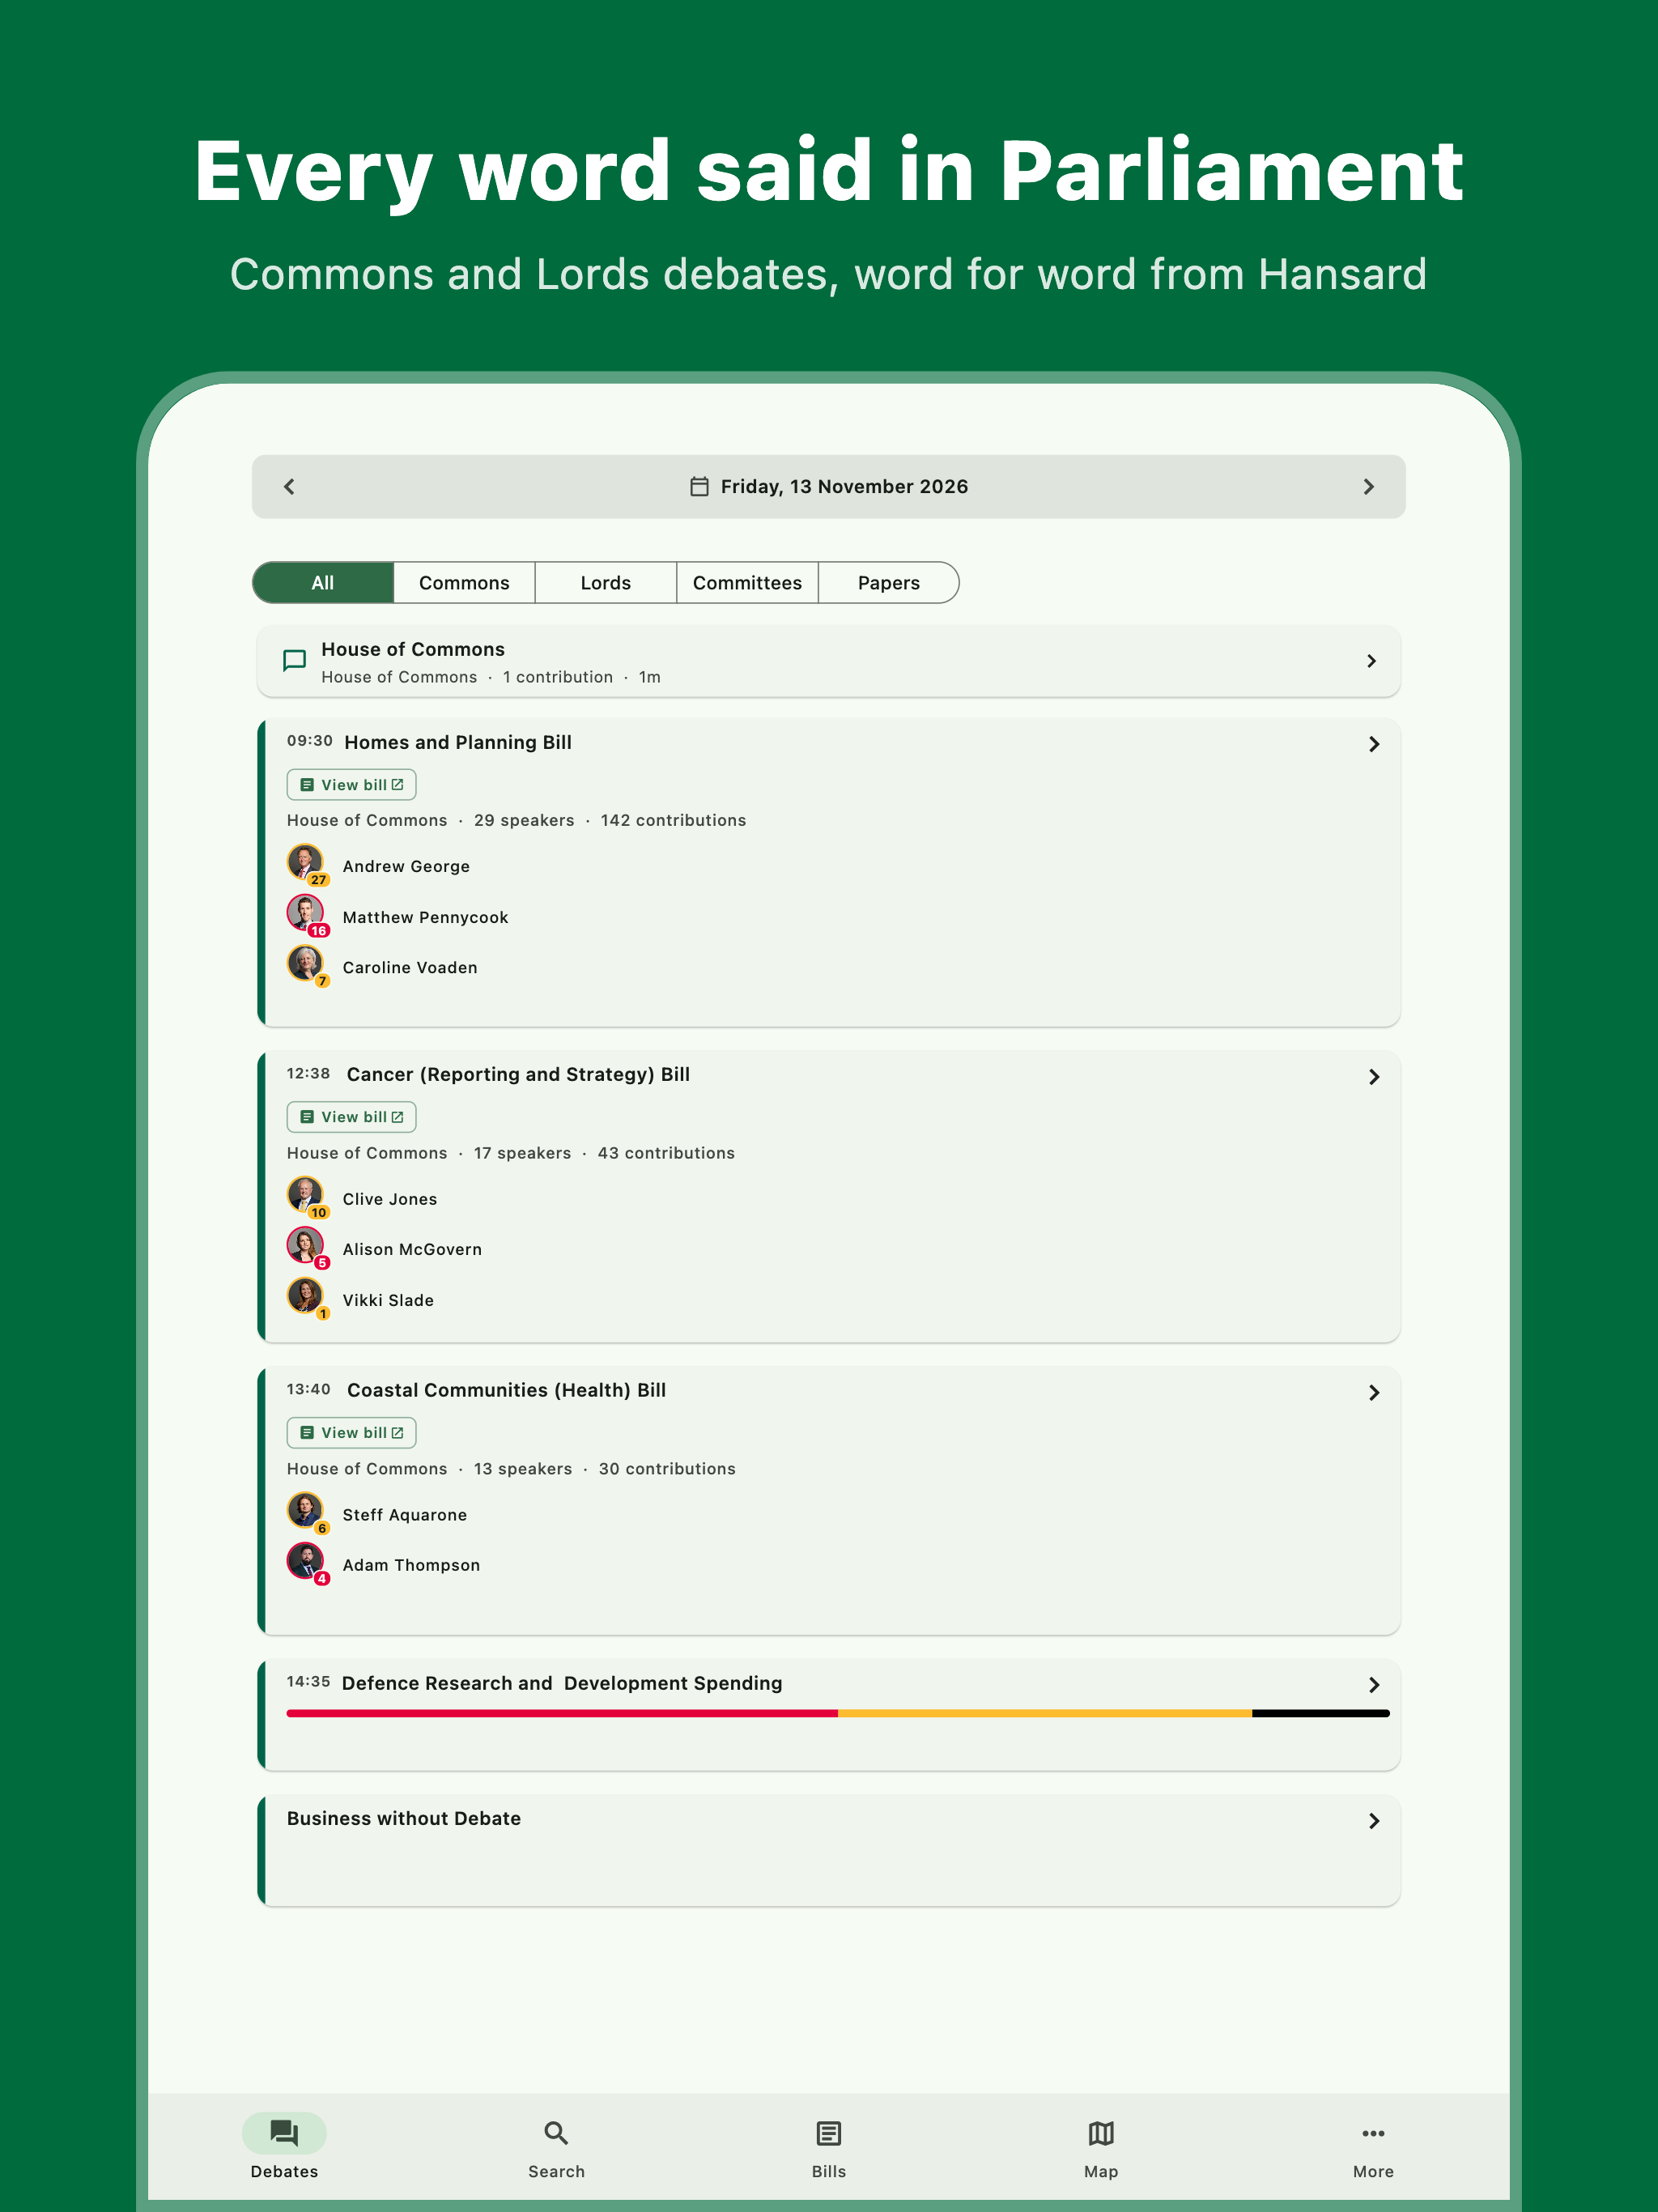 Every word said in Parliament
Commons and Lords debates, word for word from Hansard
Friday, 13 November 2026
All Commons Lords Committees Papers
House of Commons
House of Commons · 1 contribution · 1m
09:30 Homes and Planning Bill
View bill
House of Commons · 29 speakers · 142 contributions
27 Andrew George
16 Matthew Pennycook
7 Caroline Voaden
12:38 Cancer (Reporting and Strategy) Bill
View bill
House of Commons · 17 speakers · 43 contributions
10 Clive Jones
5 Alison McGovern
1 Vikki Slade
13:40 Coastal Communities (Health) Bill
View bill
House of Commons · 13 speakers · 30 contributions
6 Steff Aquarone
4 Adam Thompson
14:35 Defence Research and Development Spending
Business without Debate
Debates Search Bills Map More